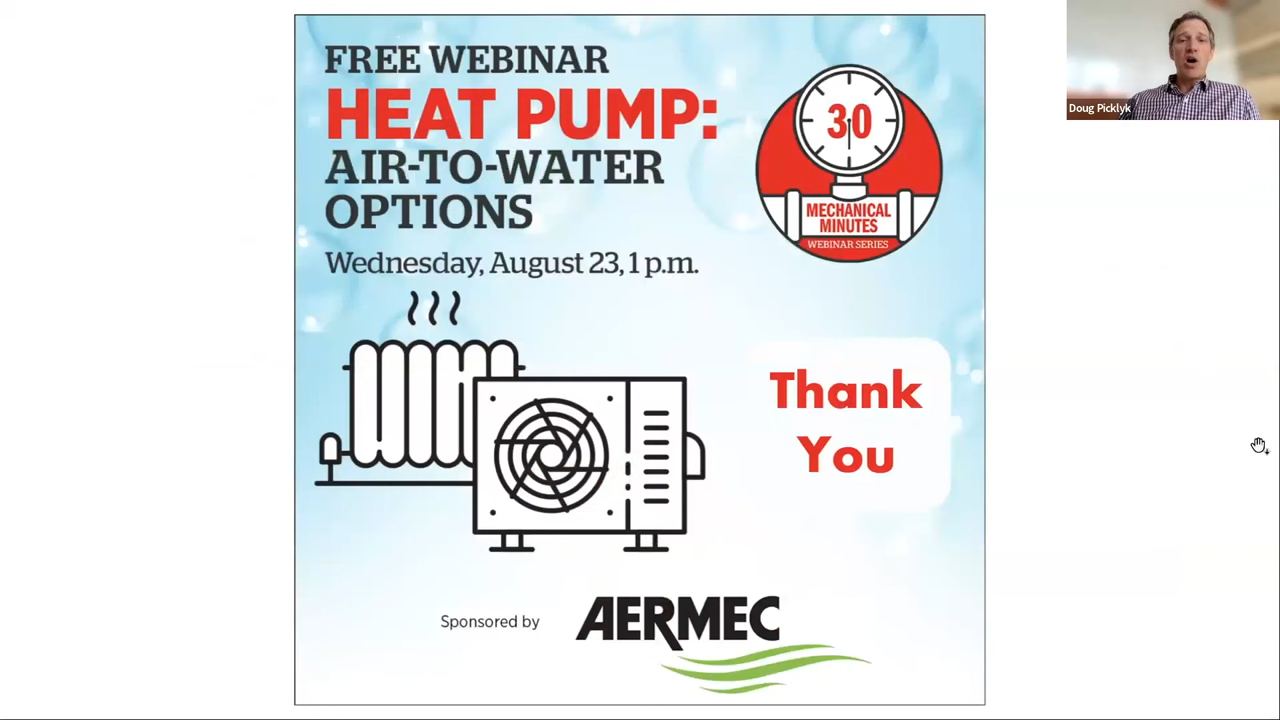 FREE WEBINAR
HEAT PUMP:
AIR-TO-WATER
OPTIONS
Wednesday, August 23, 1 p.m.
30
MECHANICAL
MINUTES
WEBINAR SERIES
Doug Picklyk
Thank
You
Sponsored by
AERMEC